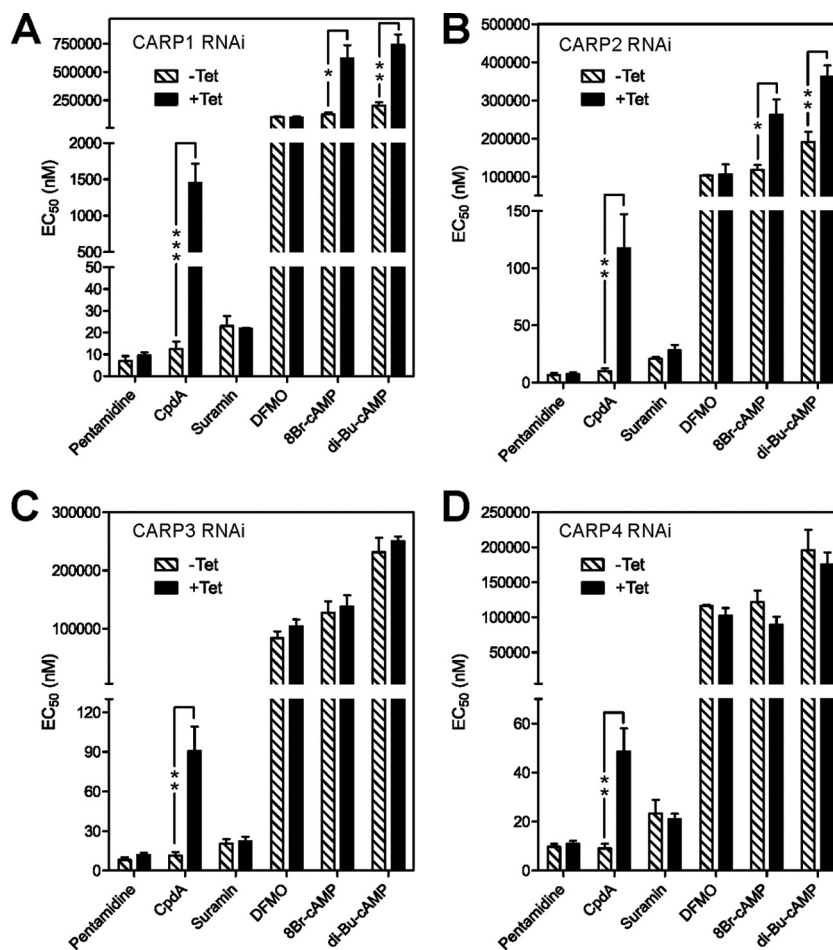 A
CARP1 RNAi
-Tet
+Tet
EC50 (nM)
750000
500000
250000
2000
1500
1000
500
50
40
30
20
10
0
***
*
**
Pentamidine
CpdA
Suramin
DFMO
8Br-cAMP
di-Bu-cAMP
B
CARP2 RNAi
-Tet
+Tet
EC50 (nM)
500000
400000
300000
200000
100000
150
100
50
0
**
*
**
Pentamidine
CpdA
Suramin
DFMO
8Br-cAMP
di-Bu-cAMP
C
CARP3 RNAi
-Tet
+Tet
EC50 (nM)
300000
200000
100000
120
90
60
30
0
**
Pentamidine
CpdA
Suramin
DFMO
8Br-cAMP
di-Bu-cAMP
D
CARP4 RNAi
-Tet
+Tet
EC50 (nM)
250000
200000
150000
100000
50000
60
40
20
0
**
Pentamidine
CpdA
Suramin
DFMO
8Br-cAMP
di-Bu-cAMP